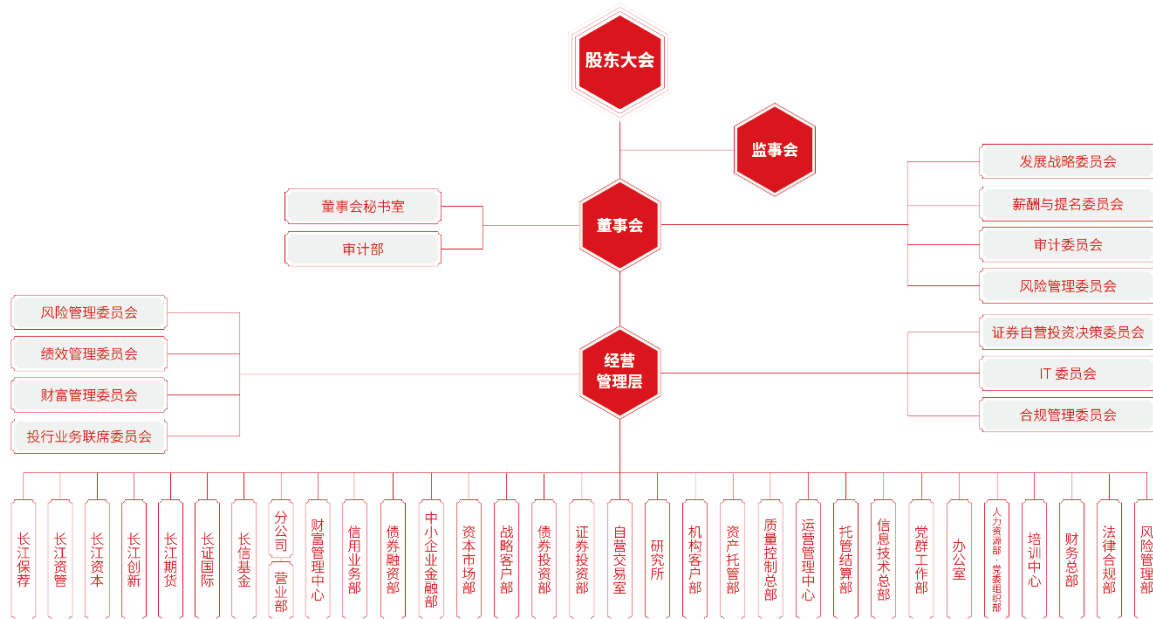 股东大会
监事会
董事会
董事会秘书室
审计部
发展战略委员会
薪酬与提名委员会
审计委员会
风险管理委员会
经营
管理层
风险管理委员会
绩效管理委员会
财富管理委员会
投行业务联席委员会
证券自营投资决策委员会
IT 委员会
合规管理委员会
长江保荐
长江资管
长江资本
长江创新
长江期货
长证国际
长信基金
分公司
营业部
财富管理中心
信用业务部
债券融资部
中小企业金融部
资本市场部
战略客户部
债券投资部
证券投资部
自营交易室
研究所
机构客户部
资产托管部
质量控制总部
运营管理中心
托管结算部
信息技术总部
党群工作部
办公室
人力资源部·党委组织部
培训中心
财务总部
法律合规部
风险管理部